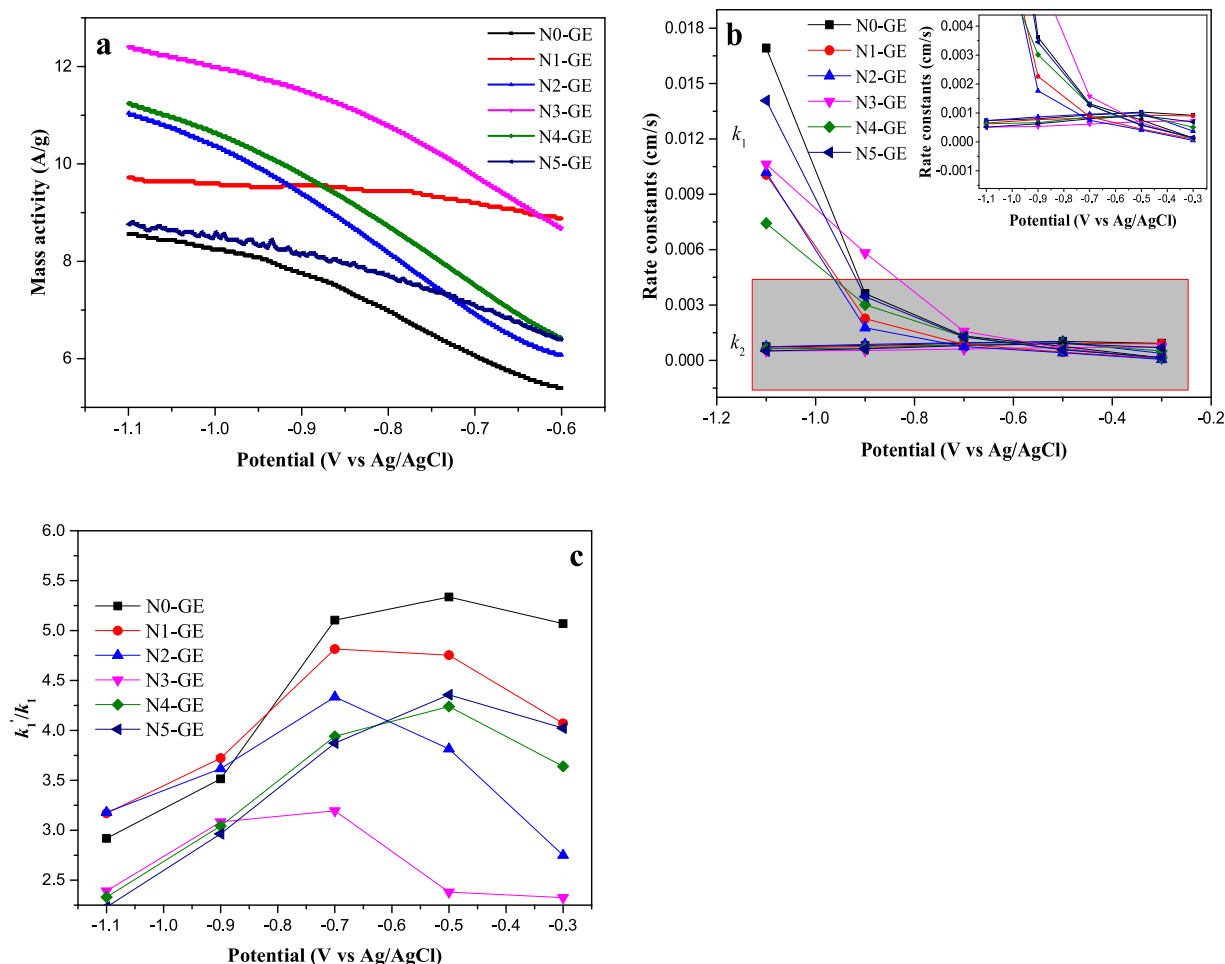 a
N0-GE
N1-GE
N2-GE
N3-GE
N4-GE
N5-GE
12
10
8
6
Mass activity (A/g)
-1.1 -1.0 -0.9 -0.8 -0.7 -0.6
Potential (V vs Ag/AgCl)
b
N0-GE
N1-GE
N2-GE
N3-GE
N4-GE
N5-GE
0.018
0.015
0.012
0.009
0.006
0.003
0.000
Rate constants (cm/s)
k1
k2
-1.2 -1.0 -0.8 -0.6 -0.4 -0.2
Potential (V vs Ag/AgCl)
0.004
0.003
0.002
0.001
0.000
-0.001
Rate constants (cm/s)
-1.1 -1.0 -0.9 -0.8 -0.7 -0.6 -0.5 -0.4 -0.3
Potential (V vs Ag/AgCl)
c
N0-GE
N1-GE
N2-GE
N3-GE
N4-GE
N5-GE
6.0
5.5
5.0
4.5
4.0
3.5
3.0
2.5
k1'/k1
-1.1 -1.0 -0.9 -0.8 -0.7 -0.6 -0.5 -0.4 -0.3
Potential (V vs Ag/AgCl)